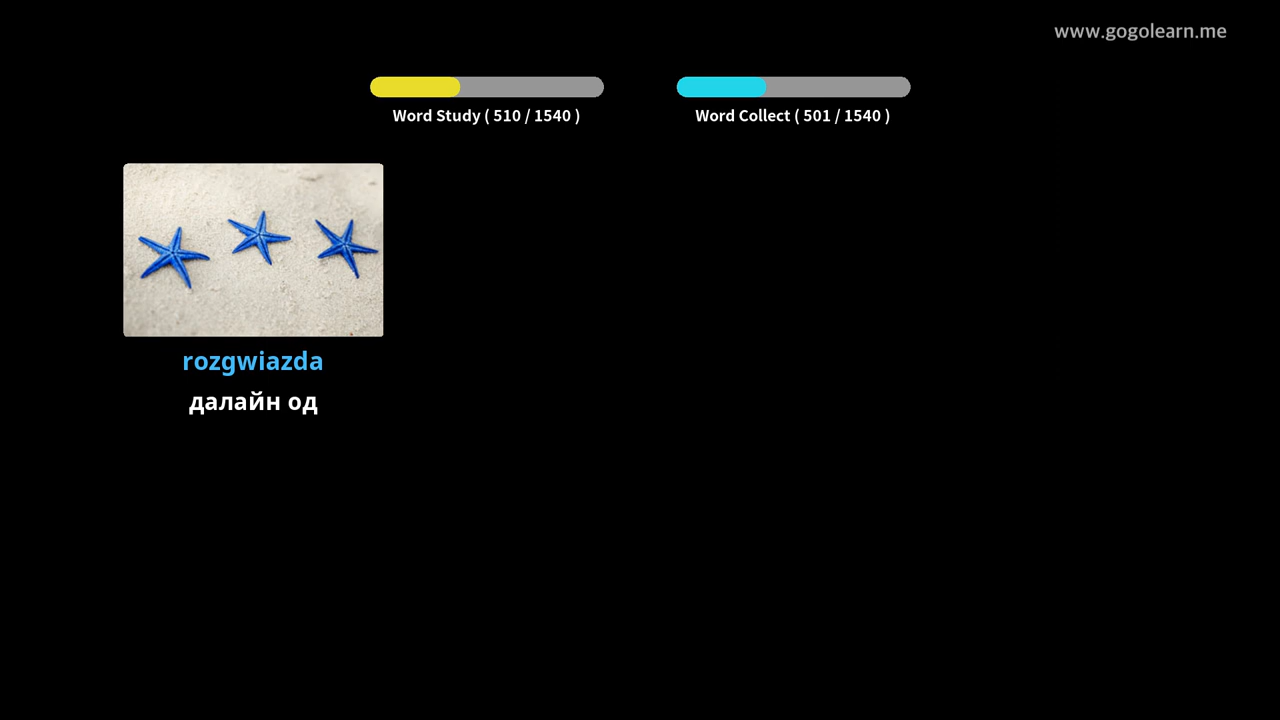 www.gogolearn.me
Word Study ( 510 / 1540 )
Word Collect ( 501 / 1540 )
rozgwiazda
далайн од